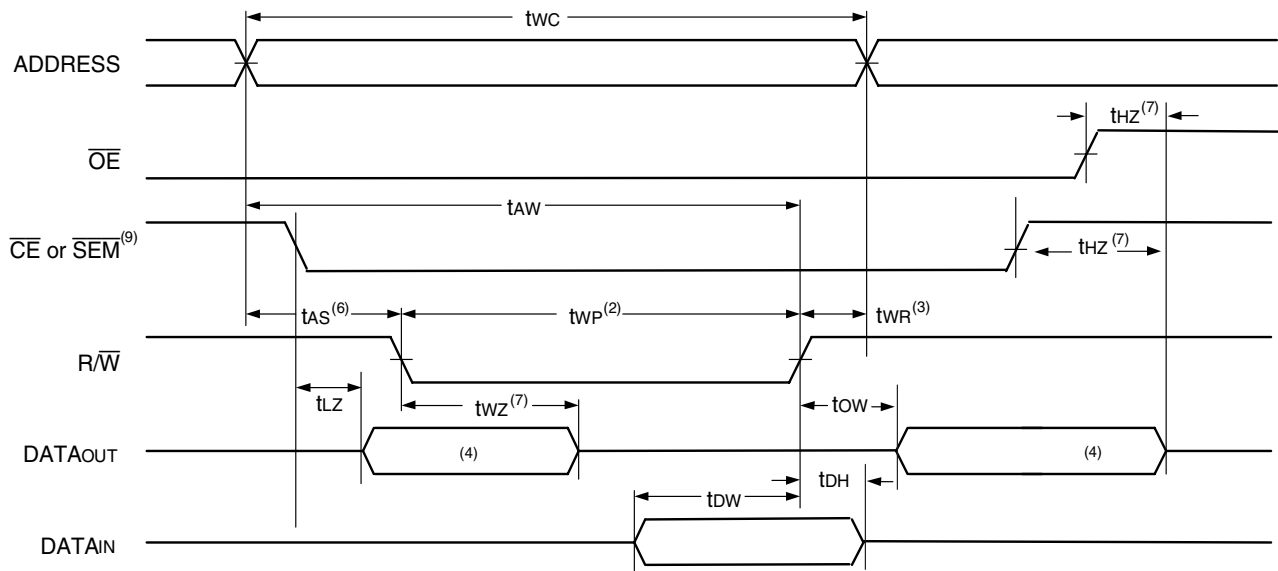 tWC
ADDRESS
tHZ(7)
OE
tAW
CE or SEM(9)
tHZ(7)
tAS(6)
tWP(2)
tWR(3)
R/W
tLZ
tWZ(7)
tOW
DATAOUT
(4)
(4)
tDH
tDW
DATAIN